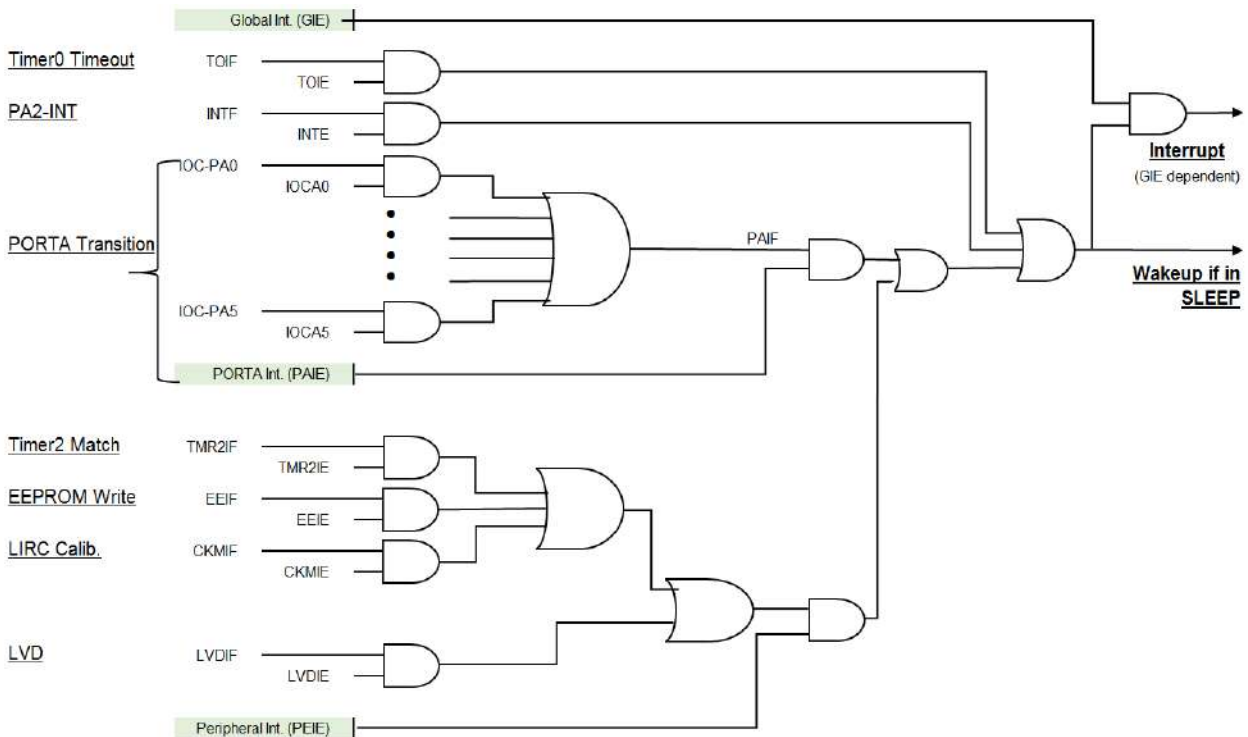 Global Int. (GIE)
Timer0 Timeout
TOIF
TOIE
PA2-INT
INTF
INTE
IOC-PA0
IOCA0
PORTA Transition
IOC-PA5
IOCA5
PORTA Int. (PAIE)
PAIF
Interrupt
(GIE dependent)
Wakeup if in
SLEEP
Timer2 Match
TMR2IF
TMR2IE
EEPROM Write
EEIF
EEIE
LIRC Calib.
CKMIF
CKMIE
LVD
LVDIF
LVDIE
Peripheral Int. (PEIE)